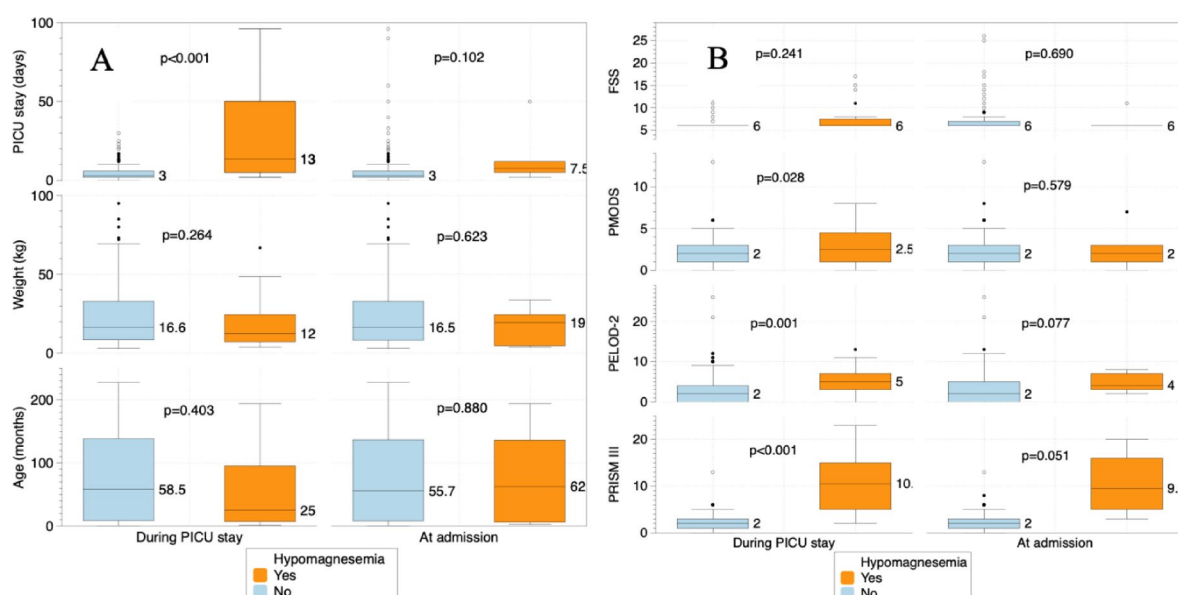 A
B
PICU stay (days)
100
50
0
p<0.001
p=0.102
3
13
3
7.5
Weight (kg)
100
50
0
p=0.264
p=0.623
16.6
12
16.5
19
Age (months)
200
100
0
p=0.403
p=0.880
58.5
25
55.7
62
During PICU stay
At admission
Hypomagnesemia
Yes
No
FSS
25
20
15
10
5
p=0.241
p=0.690
6
6
6
6
PMODS
10
5
0
p=0.028
p=0.579
2
2.5
2
2
PELOD-2
20
10
0
p=0.001
p=0.077
2
5
2
4
PRISM III
20
10
0
p<0.001
p=0.051
2
10.
2
9.
During PICU stay
At admission
Hypomagnesemia
Yes
No